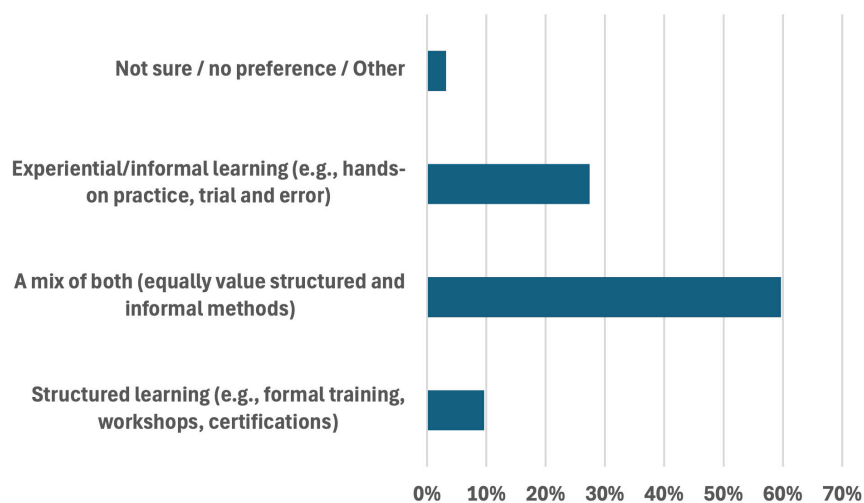 Not sure / no preference / Other
Experiential/informal learning (e.g., hands-
on practice, trial and error)
A mix of both (equally value structured and
informal methods)
Structured learning (e.g., formal training,
workshops, certifications)
0% 10% 20% 30% 40% 50% 60% 70%